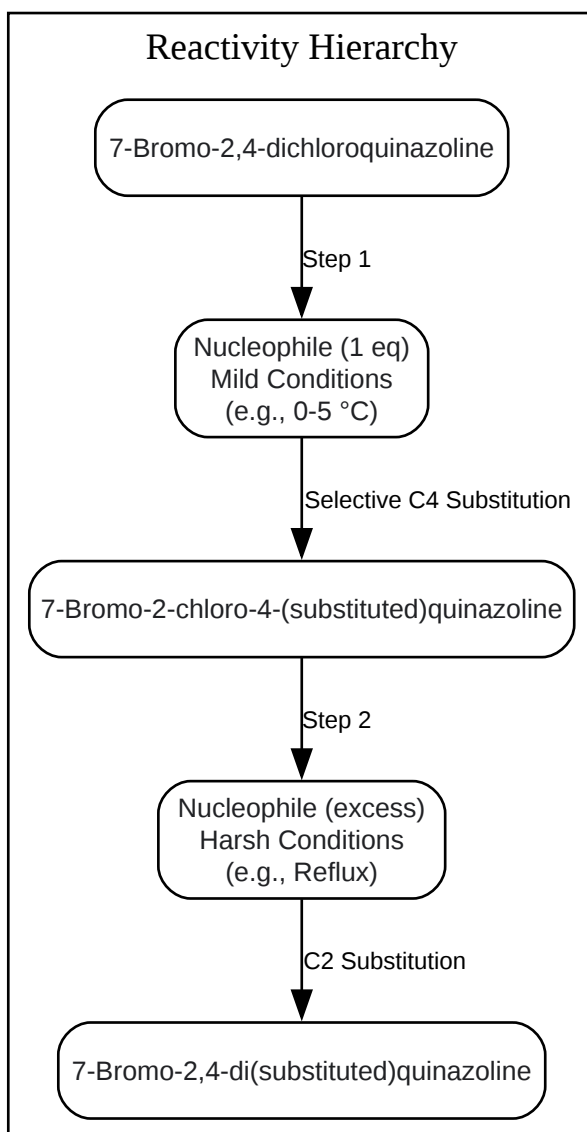 Reactivity Hierarchy
7-Bromo-2,4-dichloroquinazoline
Step 1
Nucleophile (1 eq)
Mild Conditions
(e.g., 0-5 °C)
Selective C4 Substitution
7-Bromo-2-chloro-4-(substituted)quinazoline
Step 2
Nucleophile (excess)
Harsh Conditions
(e.g., Reflux)
C2 Substitution
7-Bromo-2,4-di(substituted)quinazoline